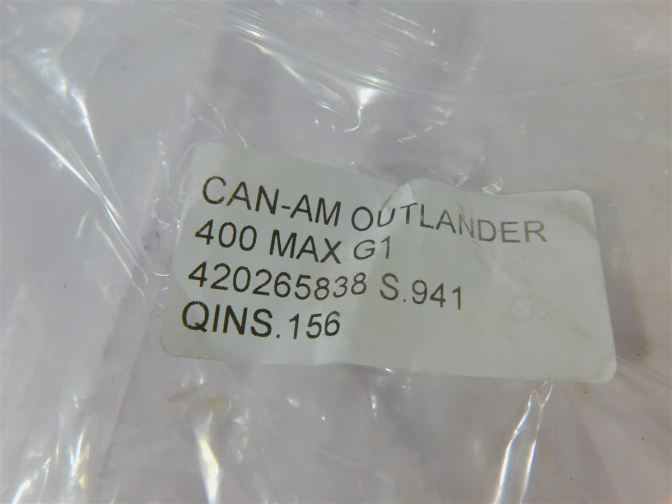 CAN-AM OUTLANDER
400 MAX G1
420265838 S.941
QINS.156